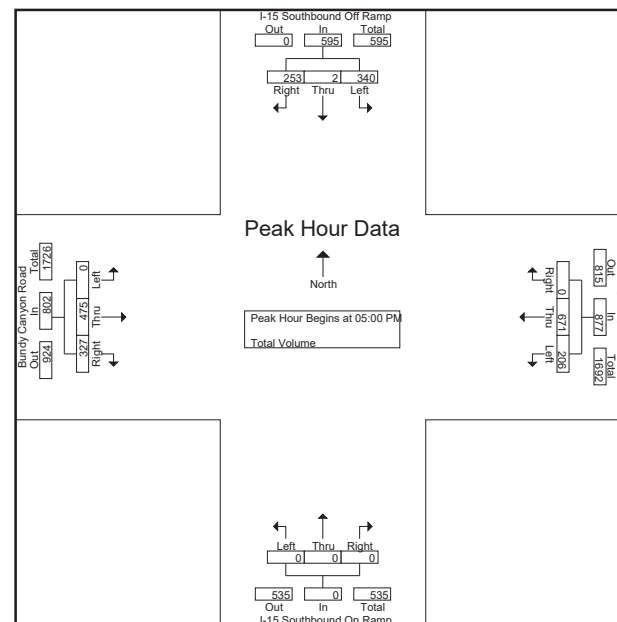 I-15 Southbound Off Ramp
Out In Total
0 595 595
253 2 340
Right Thru Left
Peak Hour Data
North
Peak Hour Begins at 05:00 PM
Total Volume
Bundy Canyon Road
Out In Total
924 802 1726
327 475 0
Right Thru Left
Out In Total
815 877 1692
0 671 206
Right Thru Left
Left Thru Right
0 0 0
535 0 535
Out In Total
I-15 Southbound On Ramp